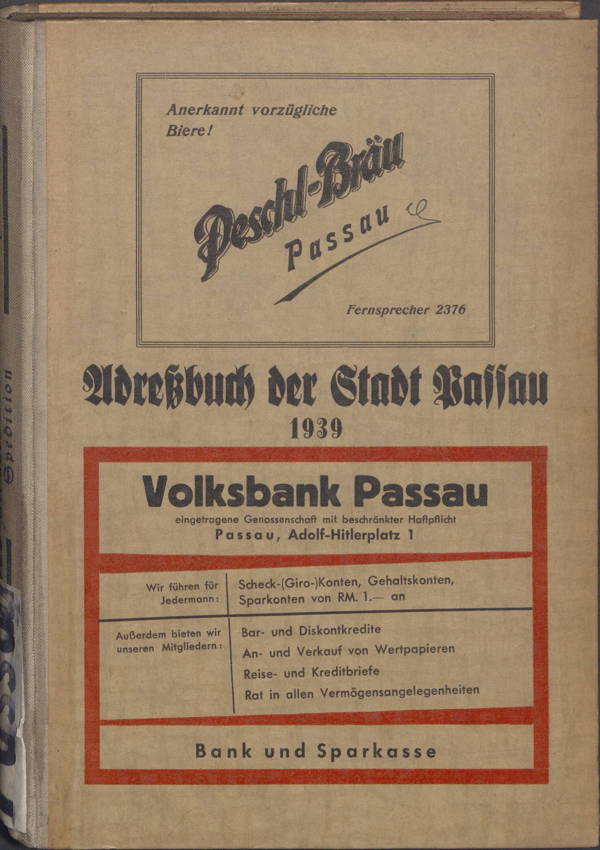 Anerkannt vorzügliche
Biere!
Peschl-Bräu
Passau
Fernsprecher 2376
Adreßbuch der Stadt Passau
1939
Volksbank Passau
eingetragene Genossenschaft mit beschränkter Haftpflicht
Passau, Adolf-Hitlerplatz 1
Wir führen für
Jedermann:
Scheck-(Giro-)Konten, Gehaltskonten,
Sparkonten von RM. 1.— an
Außerdem bieten wir
unseren Mitgliedern:
Bar- und Diskontkredite
An- und Verkauf von Wertpapieren
Reise- und Kreditbriefe
Rat in allen Vermögensangelegenheiten
Bank und Sparkasse
Spedition